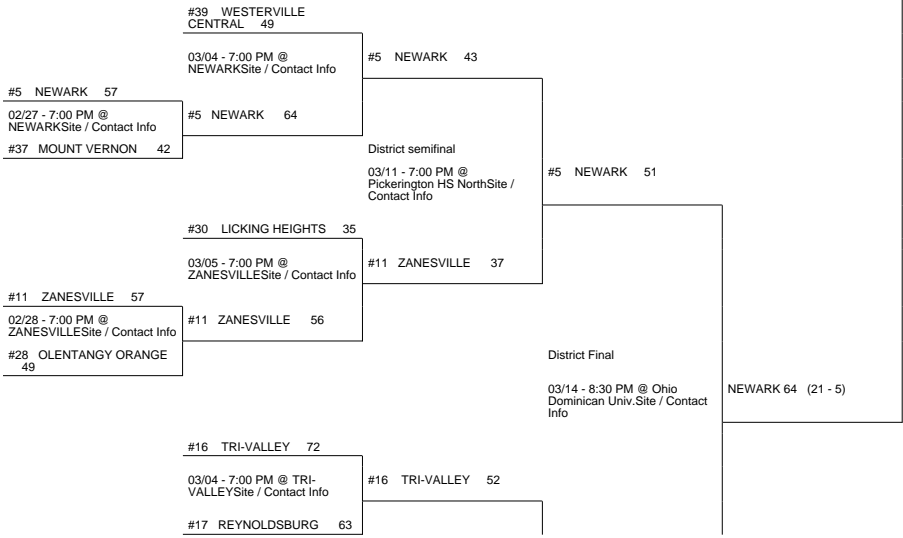 #39 WESTERVILLE
CENTRAL 49
03/04 - 7:00 PM @
NEWARKSite / Contact Info
#5 NEWARK 43
#5 NEWARK 57
02/27 - 7:00 PM @
NEWARKSite / Contact Info
#5 NEWARK 64
#37 MOUNT VERNON 42
District semifinal
03/11 - 7:00 PM @
Pickerington HS NorthSite /
Contact Info
#5 NEWARK 51
#30 LICKING HEIGHTS 35
03/05 - 7:00 PM @
ZANESVILLESite / Contact Info
#11 ZANESVILLE 37
#11 ZANESVILLE 57
02/28 - 7:00 PM @
ZANESVILLESite / Contact Info
#11 ZANESVILLE 56
#28 OLENTANGY ORANGE
49
District Final
03/14 - 8:30 PM @ Ohio
Dominican Univ.Site / Contact
Info
NEWARK 64 (21 - 5)
#16 TRI-VALLEY 72
03/04 - 7:00 PM @ TRI-
VALLEYSite / Contact Info
#16 TRI-VALLEY 52
#17 REYNOLDSBURG 63